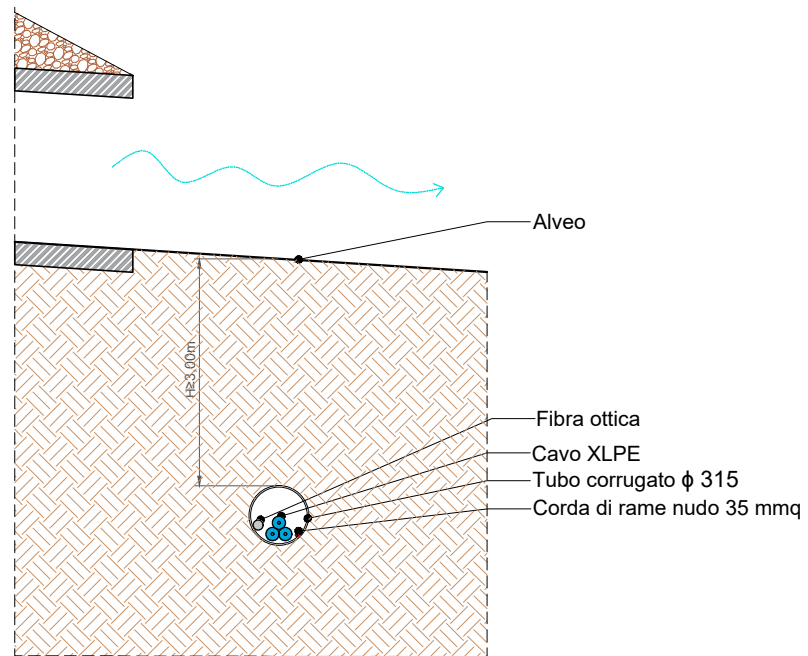 Alveo
H≥3,00m
Fibra ottica
Cavo XLPE
Tubo corrugato ϕ 315
Corda di rame nudo 35 mmq